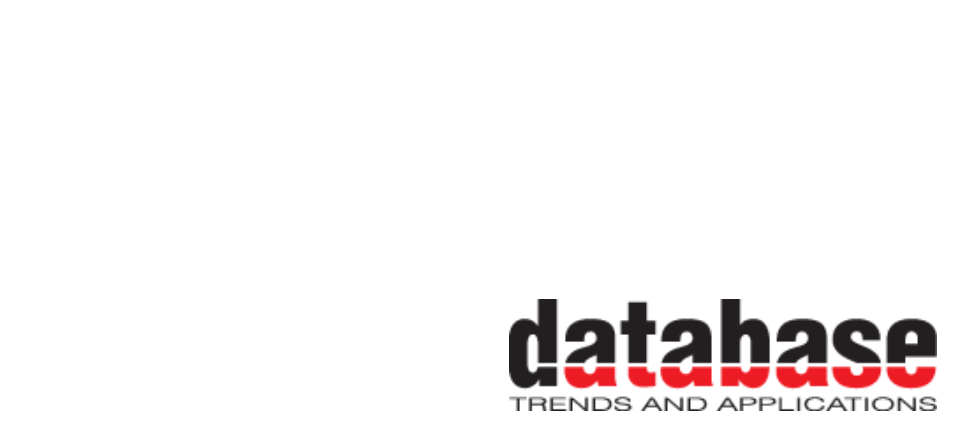 database
TRENDS AND APPLICATIONS